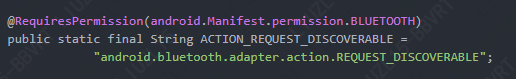 @RequiresPermission(android.Manifest.permission.BLUETOOTH)
public static final String ACTION_REQUEST_DISCOVERABLE =
"android.bluetooth.adapter.action.REQUEST_DISCOVERABLE";